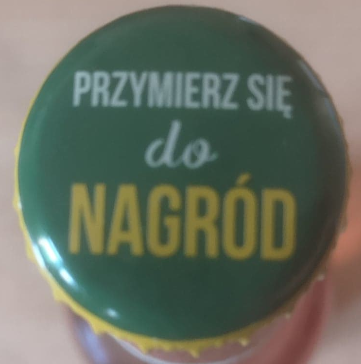 PRZYMIERZ SIĘ
do
NAGRÓD